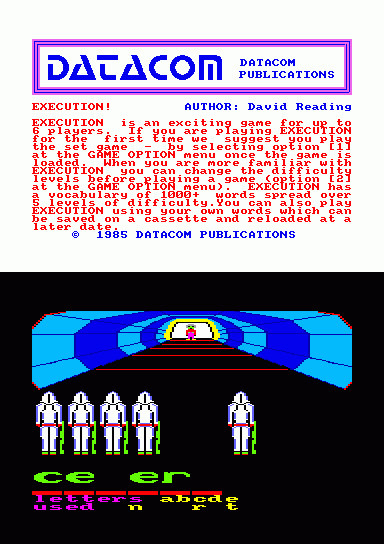 DATACOM DATACOM
PUBLICATIONS
EXECUTION! AUTHOR: David Reading
EXECUTION is an exciting game for up to
6 players. If you are playing EXECUTION
for the first time we suggest you play
the set game - by selecting option [1]
at the GAME OPTION menu once the game is
loaded. When you are more familiar with
EXECUTION you can change the difficulty
levels before playing a game (option [2]
at the GAME OPTION menu). EXECUTION has
a vocabulary of 1000+ words spread over
5 levels of difficulty.You can also play
EXECUTION using your own words which can
be saved on a cassette and reloaded at a
later date.
© 1985 DATACOM PUBLICATIONS
ce er
letters abcde
used n r t